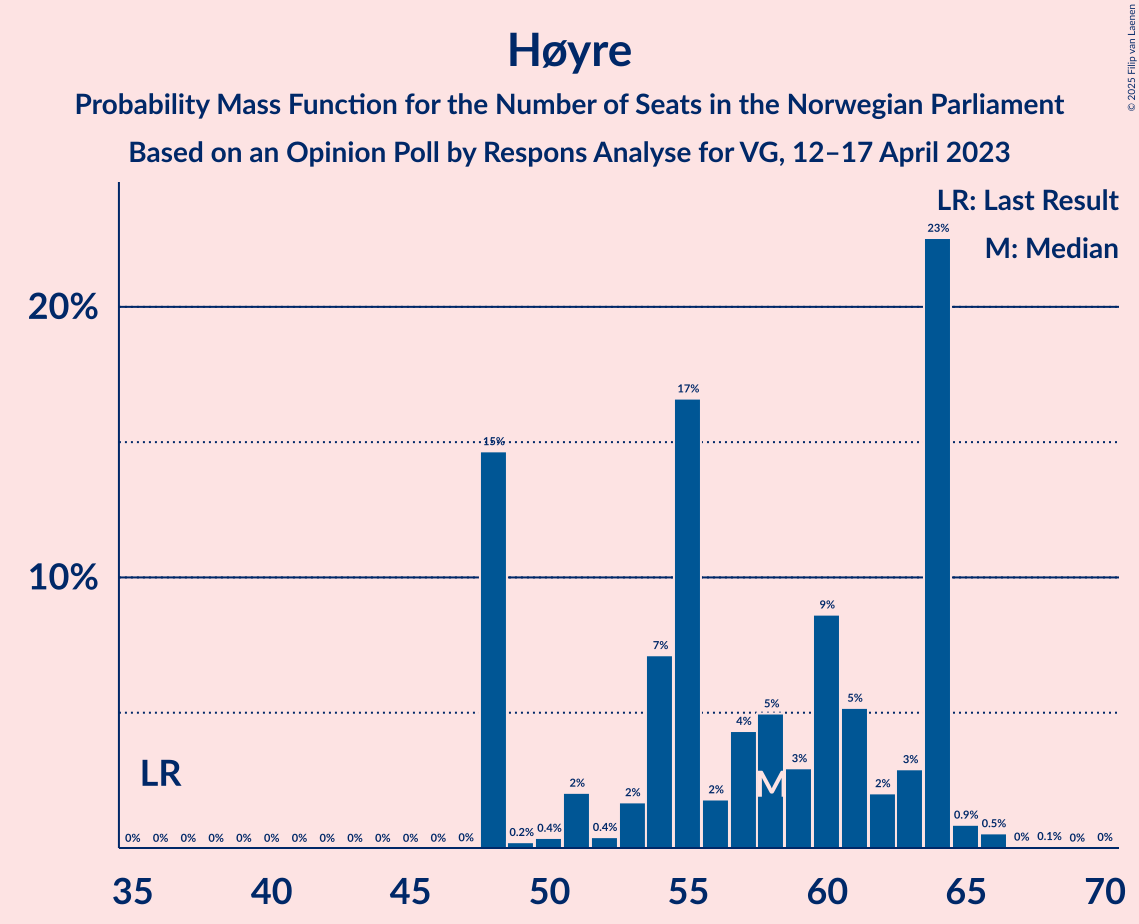 Høyre
Probability Mass Function for the Number of Seats in the Norwegian Parliament
Based on an Opinion Poll by Respons Analyse for VG, 12–17 April 2023
© 2025 Filip van Laenen
LR: Last Result
M: Median
23%
20%
17%
15%
10%
9%
7%
5%
5%
4%
3%
3%
LR
M
2%
2%
2%
2%
0.9%
0.5%
0% 0% 0% 0% 0% 0% 0% 0% 0% 0% 0% 0% 0% 0.2% 0.4% 0.4% 0% 0.1% 0% 0%
35 40 45 50 55 60 65 70